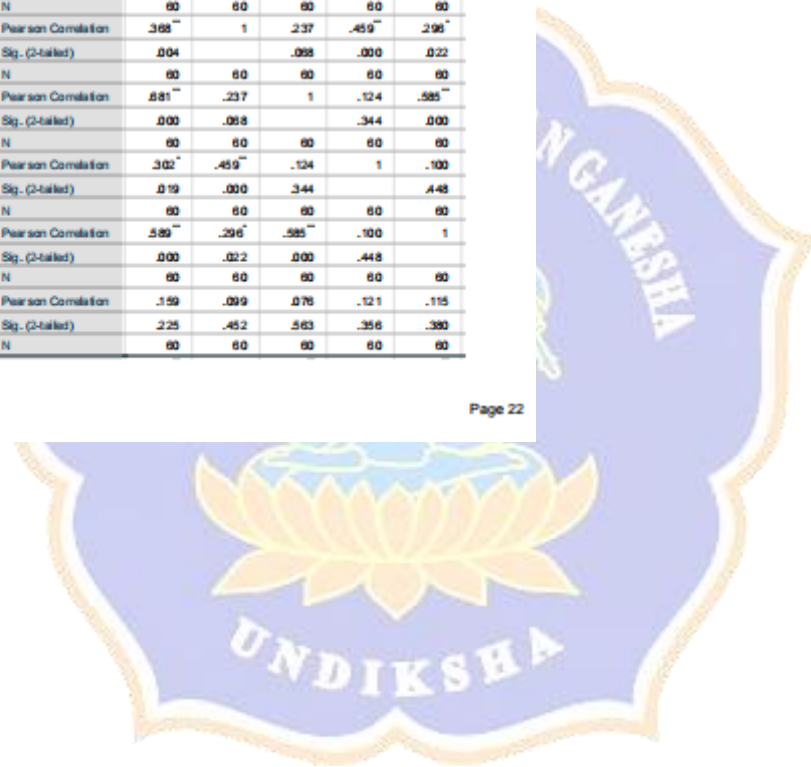 N 60 60 60 60 60
Pearson Correlation .368** 1 .237 .459** .296*
Sig. (2-tailed) .004 .068 .000 .022
N 60 60 60 60 60
Pearson Correlation .681** .237 1 .124 .585**
Sig. (2-tailed) .000 .068 .344 .000
N 60 60 60 60 60
Pearson Correlation .302* .459** .124 1 .100
Sig. (2-tailed) .019 .000 .344 .448
N 60 60 60 60 60
Pearson Correlation .589** .296* .585** .100 1
Sig. (2-tailed) .000 .022 .000 .448
N 60 60 60 60 60
Pearson Correlation .159 .099 .076 .121 .115
Sig. (2-tailed) .225 .452 .563 .356 .380
N 60 60 60 60 60
Page 22
N GANESHA
UNDIKSHA